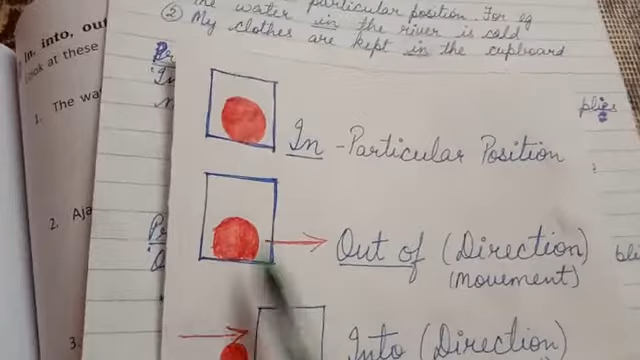 the water particular position. For eg
② in the river is cold
My clothes are kept in the cupboard
In, into, out
look at these
1. The wa
plies
In - Particular Position
2. Aja
Out of (Direction)
(Movement)
3.
Into (Direction)